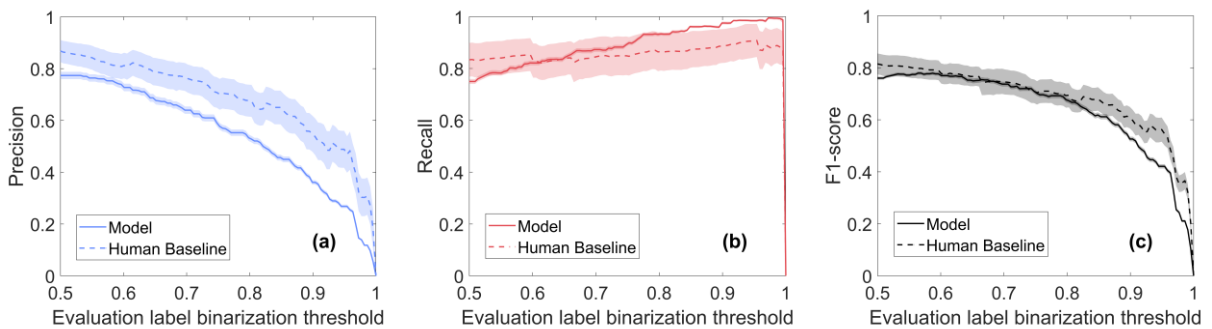 1
0.8
0.6
0.4
0.2
0
Precision
Model
Human Baseline
(a)
0.5 0.6 0.7 0.8 0.9 1
Evaluation label binarization threshold
1
0.8
0.6
0.4
0.2
0
Recall
Model
Human Baseline
(b)
0.5 0.6 0.7 0.8 0.9 1
Evaluation label binarization threshold
1
0.8
0.6
0.4
0.2
0
F1-score
Model
Human Baseline
(c)
0.5 0.6 0.7 0.8 0.9 1
Evaluation label binarization threshold